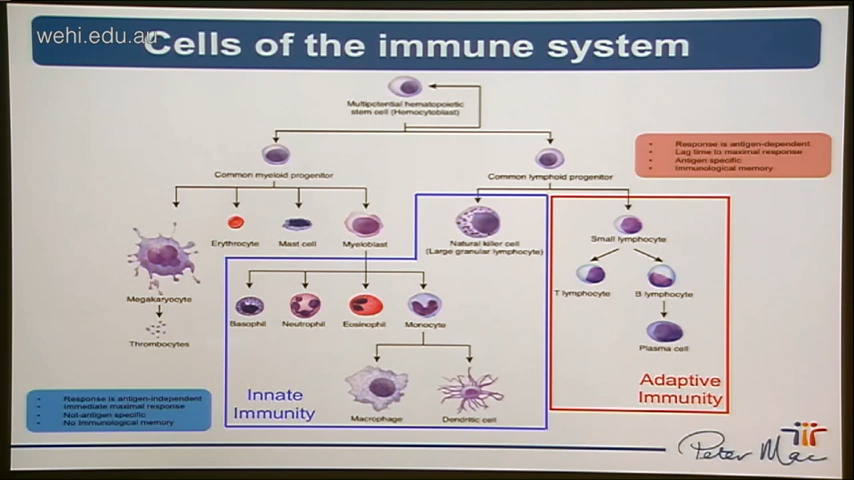 wehi.edu.au
Cells of the immune system
Multipotential hematopoietic
stem cell (Hemocytoblast)
Response is antigen-dependent
Lag time to maximal response
Antigen specific
Immunological memory
Common myeloid progenitor
Common lymphoid progenitor
Erythrocyte
Mast cell
Myeloblast
Natural killer cell
(Large granular lymphocyte)
Small lymphocyte
Megakaryocyte
T lymphocyte
B lymphocyte
Basophil
Neutrophil
Eosinophil
Monocyte
Thrombocytes
Plasma cell
Innate
Immunity
Adaptive
Immunity
Macrophage
Dendritic cell
Response is antigen-independent
Immediate maximal response
Not-antigen specific
No Immunological memory
Peter Mac